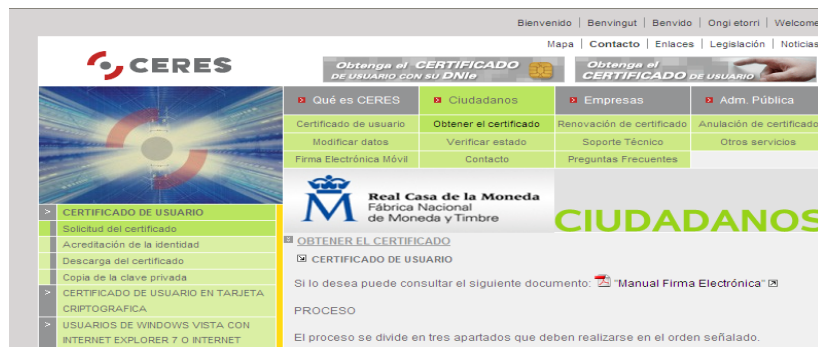 Bienvenido | Benvingut | Benvido | Ongi etorri | Welcome
Mapa | Contacto | Enlaces | Legislación | Noticias
CERES
Obtenga el CERTIFICADO
DE USUARIO CON SU DNIe
Obtenga el
CERTIFICADO DE USUARIO
Qué es CERES
Ciudadanos
Empresas
Adm. Pública
Certificado de usuario
Obtener el certificado
Renovación de certificado
Anulación de certificado
Modificar datos
Verificar estado
Soporte Técnico
Otros servicios
Firma Electrónica Móvil
Contacto
Preguntas Frecuentes
Real Casa de la Moneda
Fábrica Nacional
de Moneda y Timbre
CIUDADANOS
> CERTIFICADO DE USUARIO
Solicitud del certificado
Acreditación de la identidad
Descarga del certificado
Copia de la clave privada
> CERTIFICADO DE USUARIO EN TARJETA
CRIPTOGRAFICA
> USUARIOS DE WINDOWS VISTA CON
INTERNET EXPLORER 7 O INTERNET
OBTENER EL CERTIFICADO
CERTIFICADO DE USUARIO
Si lo desea puede consultar el siguiente documento: "Manual Firma Electrónica"
PROCESO
El proceso se divide en tres apartados que deben realizarse en el orden señalado.